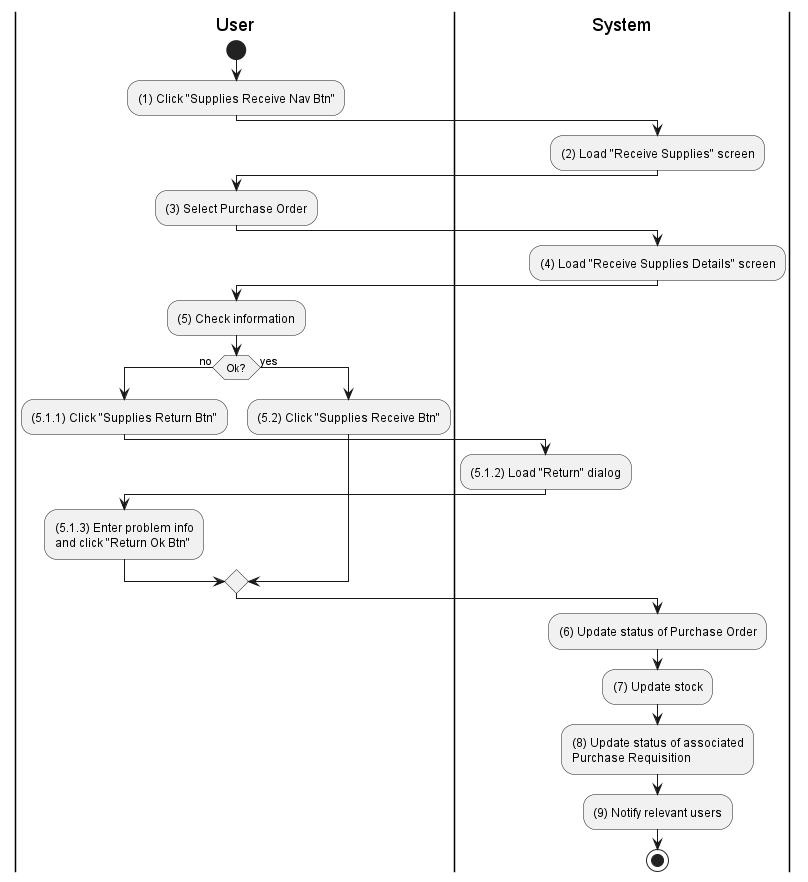 User
System
(1) Click "Supplies Receive Nav Btn"
(2) Load "Receive Supplies" screen
(3) Select Purchase Order
(4) Load "Receive Supplies Details" screen
(5) Check information
no
Ok?
yes
(5.1.1) Click "Supplies Return Btn"
(5.2) Click "Supplies Receive Btn"
(5.1.2) Load "Return" dialog
(5.1.3) Enter problem info
and click "Return Ok Btn"
(6) Update status of Purchase Order
(7) Update stock
(8) Update status of associated
Purchase Requisition
(9) Notify relevant users